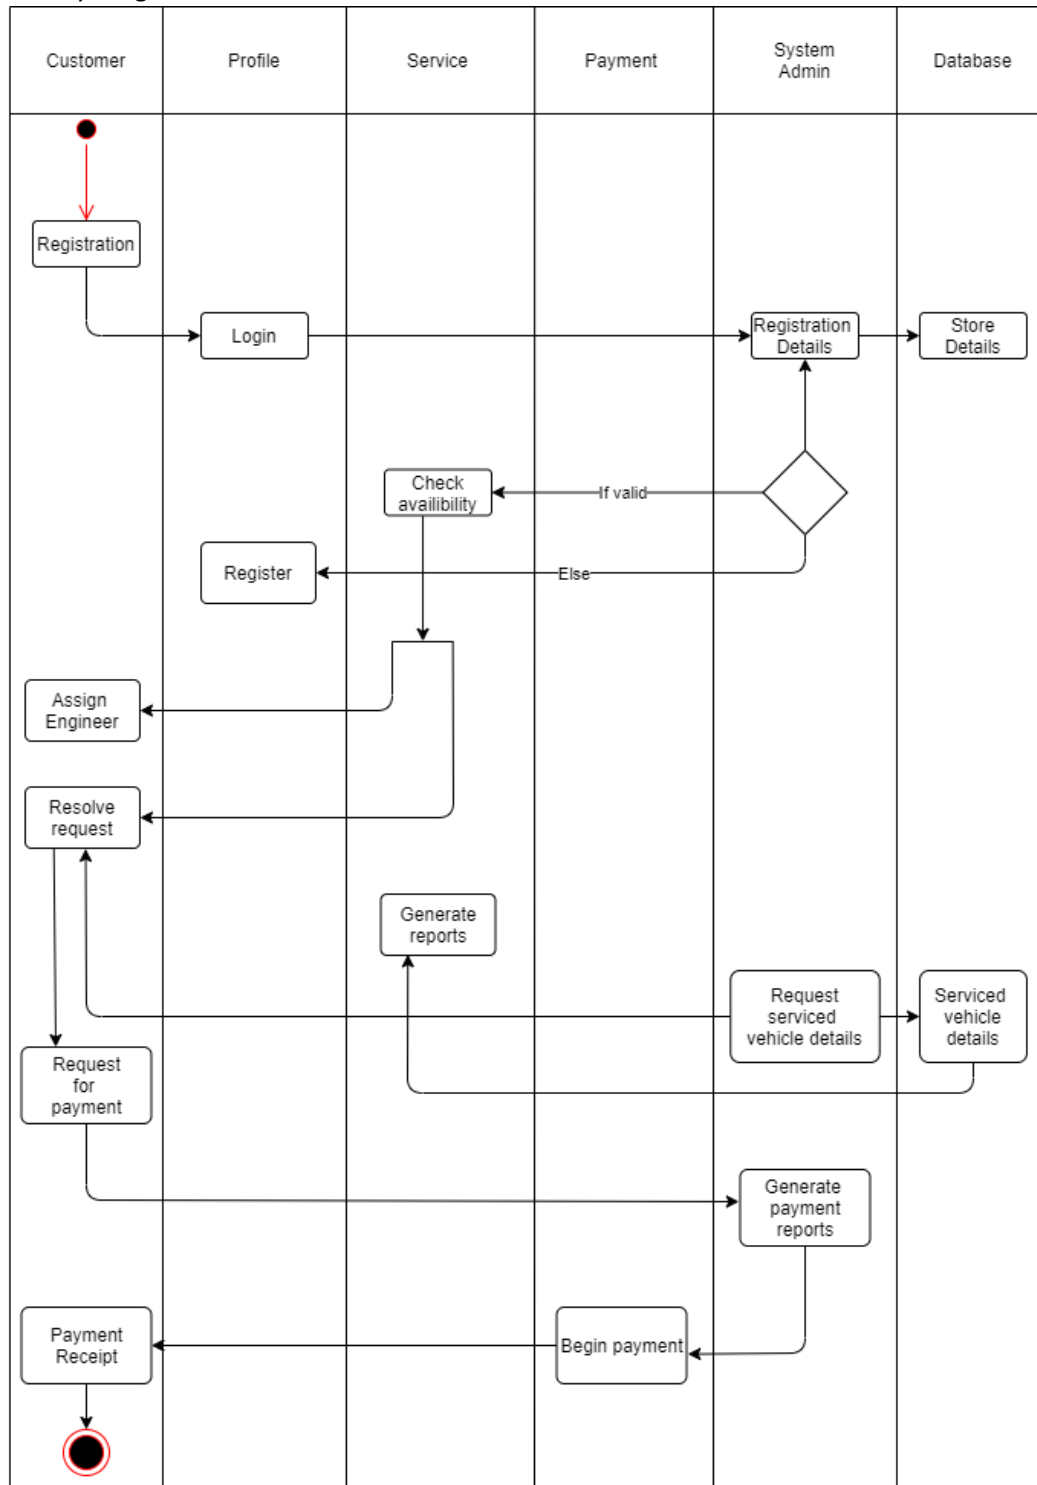 Customer
Profile
Service
Payment
System
Admin
Database
Registration
Login
Registration
Details
Store
Details
Check
availibility
If valid
Register
Else
Assign
Engineer
Resolve
request
Generate
reports
Request
serviced
vehicle details
Serviced
vehicle
details
Request
for
payment
Generate
payment
reports
Payment
Receipt
Begin payment